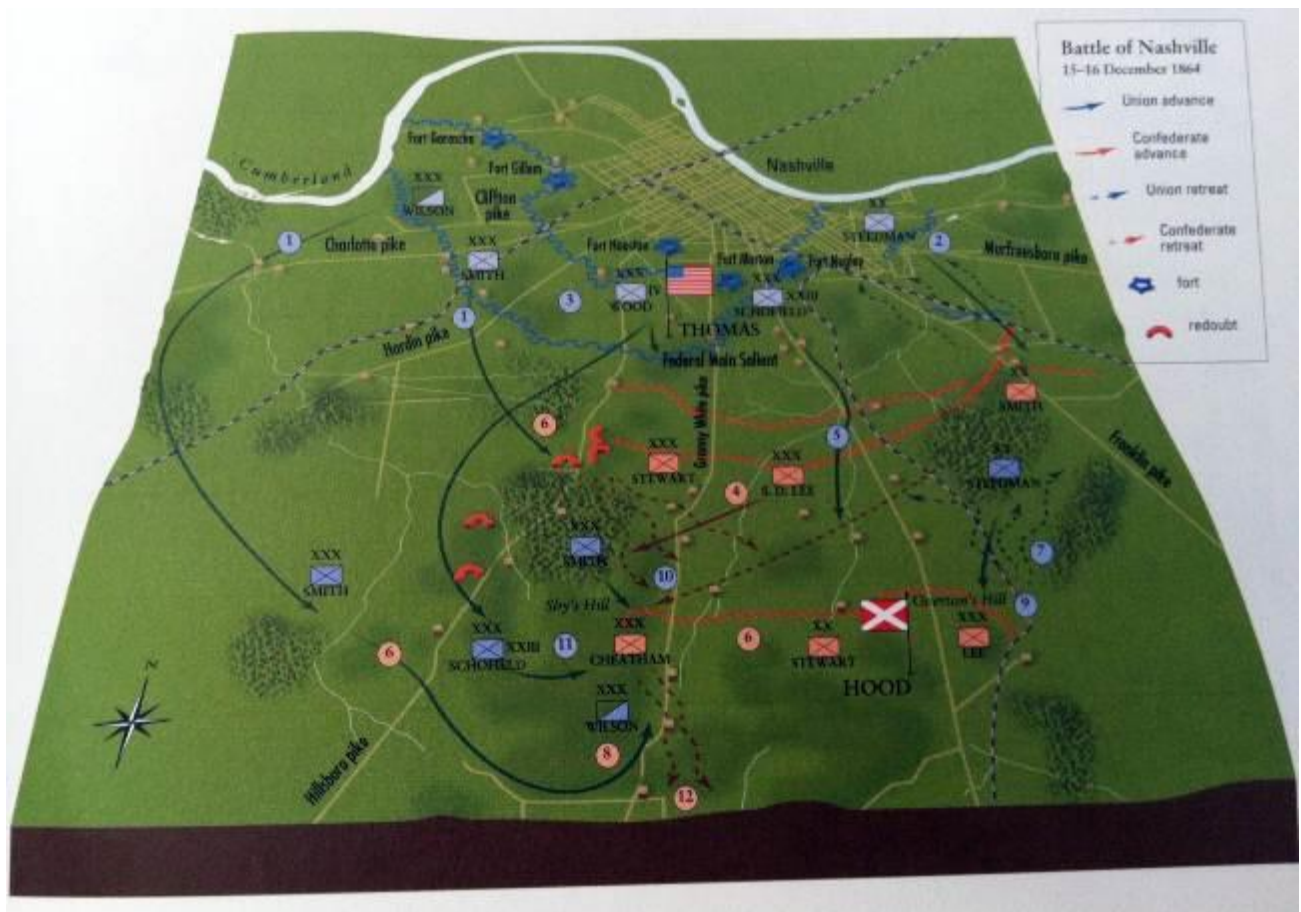 Battle of Nashville
15–16 December 1864
Union advance
Confederate
advance
Union retreat
Confederate
retreat
fort
redoubt
Cumberland
Fort Garasche
Fort Gillem
Nashville
XXX
WILSON
Cliffton
pike
XX
STEEDMAN
1
Charlotte pike
XXX
SMITH
Fort Houston
Fort Morton
Fort Negley
2
Murfreesboro pike
1
3
XXX
IV
WOOD
XXX
XXIII
SCHOFIELD
THOMAS
Hardin pike
Federal Main Salient
Granny White pike
XX
SMITH
6
5
Franklin pike
XXX
STEWART
XXX
S. D. LEE
4
STEEDMAN
XXX
SMITH
XXX
SMITH
10
7
Shy's Hill
Overton's Hill
9
6
XXX
XXIII
SCHOFIELD
11
XXX
CHEATHAM
6
XX
STEWART
XXX
LEE
HOOD
XXX
WILSON
8
12
Hillsboro pike
N